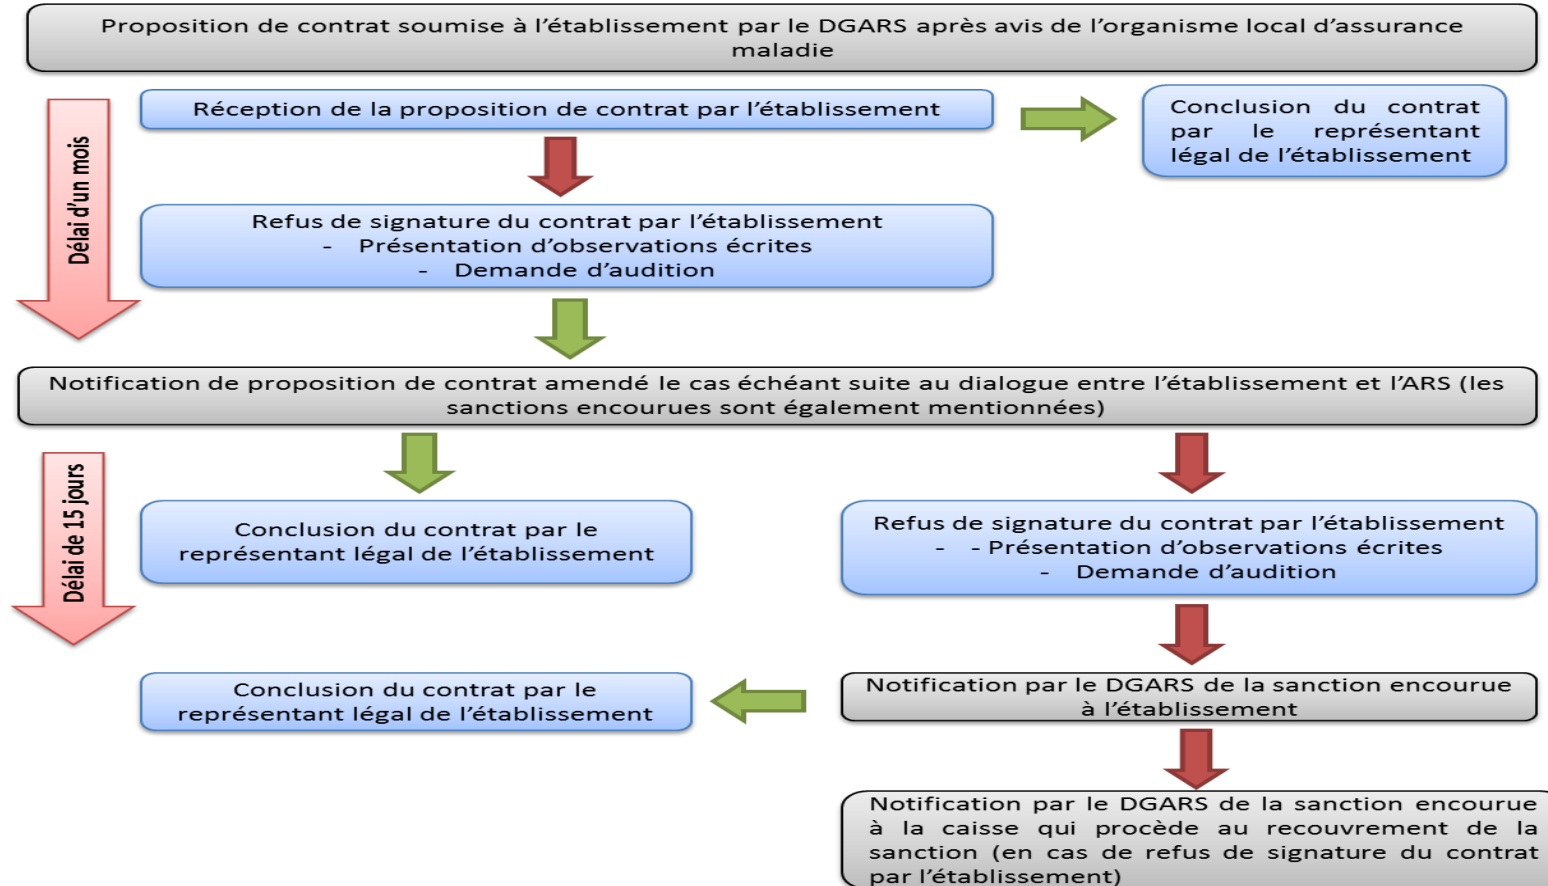 Proposition de contrat soumise à l’établissement par le DGARS après avis de l’organisme local d’assurance
maladie
Délai d’un mois
Réception de la proposition de contrat par l’établissement
Conclusion du contrat
par le représentant
légal de l’établissement
Refus de signature du contrat par l’établissement
- Présentation d’observations écrites
- Demande d’audition
Notification de proposition de contrat amendé le cas échéant suite au dialogue entre l’établissement et l’ARS (les
sanctions encourues sont également mentionnées)
Délai de 15 jours
Conclusion du contrat par le
représentant légal de l’établissement
Refus de signature du contrat par l’établissement
- - Présentation d’observations écrites
- Demande d’audition
Conclusion du contrat par le
représentant légal de l’établissement
Notification par le DGARS de la sanction encourue
à l’établissement
Notification par le DGARS de la sanction encourue
à la caisse qui procède au recouvrement de la
sanction (en cas de refus de signature du contrat
par l’établissement)